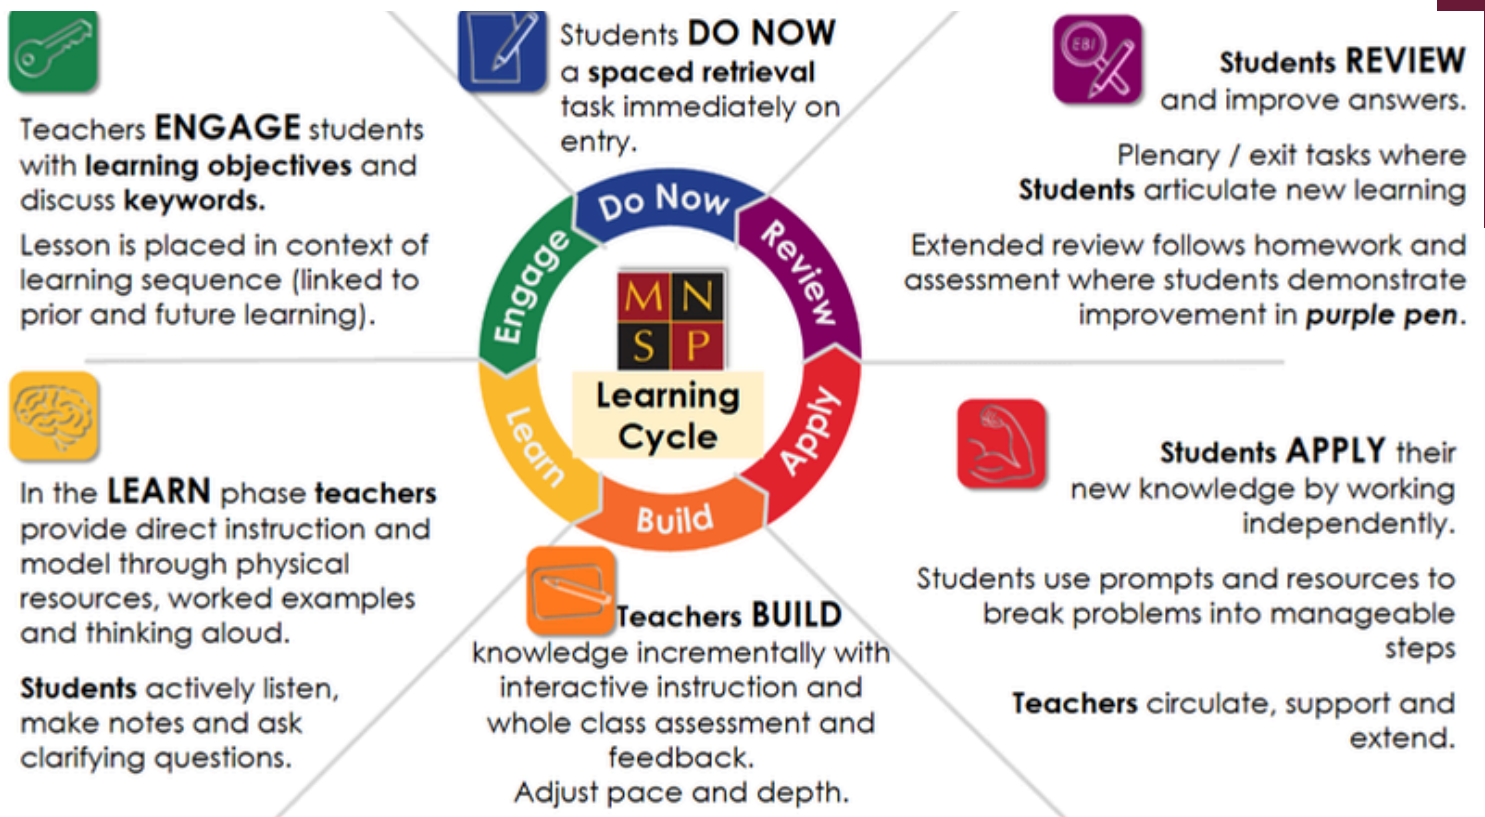 Students DO NOW
a spaced retrieval
task immediately on
entry.
EBI
Students REVIEW
and improve answers.
Plenary / exit tasks where
Students articulate new learning
Extended review follows homework and
assessment where students demonstrate
improvement in purple pen.
Teachers ENGAGE students
with learning objectives and
discuss keywords.
Lesson is placed in context of
learning sequence (linked to
prior and future learning).
Do Now
Review
Apply
Build
Learn
Engage
M N
S P
Learning
Cycle
In the LEARN phase teachers
provide direct instruction and
model through physical
resources, worked examples
and thinking aloud.
Students actively listen,
make notes and ask
clarifying questions.
Teachers BUILD
knowledge incrementally with
interactive instruction and
whole class assessment and
feedback.
Adjust pace and depth.
Students APPLY their
new knowledge by working
independently.
Students use prompts and resources to
break problems into manageable
steps
Teachers circulate, support and
extend.